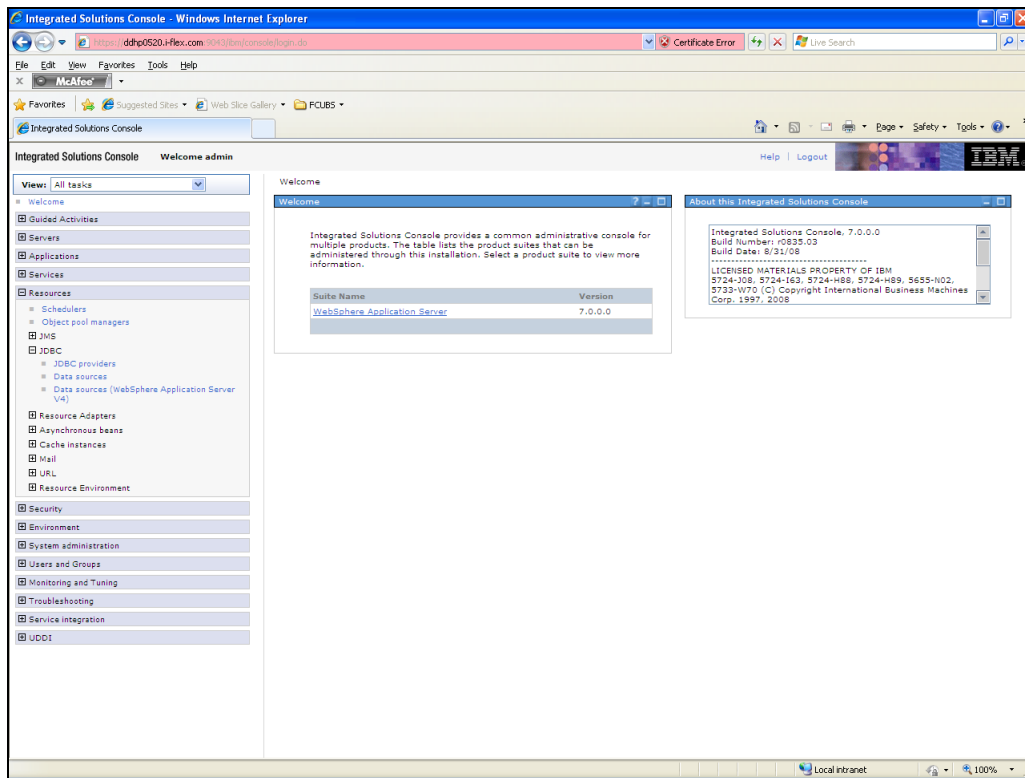 Integrated Solutions Console - Windows Internet Explorer
https://ddhp0520.i-flex.com:9043/ibm/console/login.do
Certificate Error
Live Search
File Edit View Favorites Tools Help
X McAfee
Favorites Suggested Sites Web Slice Gallery FCUBS
Integrated Solutions Console
Page Safety Tools
Integrated Solutions Console Welcome admin
Help | Logout
IBM
View: All tasks
Welcome
Guided Activities
Servers
Applications
Services
Resources
Schedulers
Object pool managers
JMS
JDBC
JDBC providers
Data sources
Data sources (WebSphere Application Server
V4)
Resource Adapters
Asynchronous beans
Cache instances
Mail
URL
Resource Environment
Security
Environment
System administration
Users and Groups
Monitoring and Tuning
Troubleshooting
Service integration
UDDI
Welcome
Welcome ?
Integrated Solutions Console provides a common administrative console for
multiple products. The table lists the product suites that can be
administered through this installation. Select a product suite to view more
information.
Suite Name Version
WebSphere Application Server 7.0.0.0
About this Integrated Solutions Console
Integrated Solutions Console, 7.0.0.0
Build Number: r0835.03
Build Date: 8/31/08
------------------------------------
LICENSED MATERIALS PROPERTY OF IBM
5724-J08, 5724-I63, 5724-H88, 5724-H89, 5655-N02,
5733-W70 (C) Copyright International Business Machines
Corp. 1997, 2008
Local intranet
100%